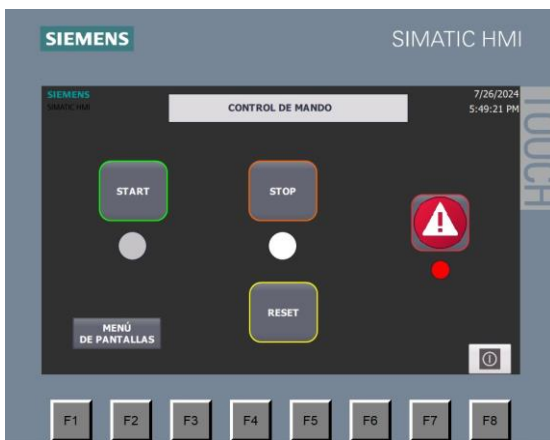 SIEMENS
SIMATIC HMI
SIEMENS
SIMATIC HMI
CONTROL DE MANDO
7/26/2024
5:49:21 PM
TOUCH
START
STOP
RESET
MENÚ
DE PANTALLAS
F1 F2 F3 F4 F5 F6 F7 F8